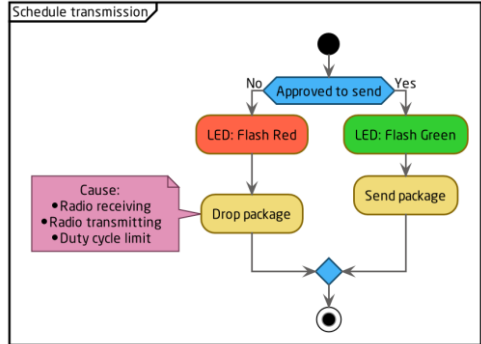 Schedule transmission
No
Approved to send
Yes
LED: Flash Red
LED: Flash Green
Cause:
•Radio receiving
•Radio transmitting
•Duty cycle limit
Drop package
Send package